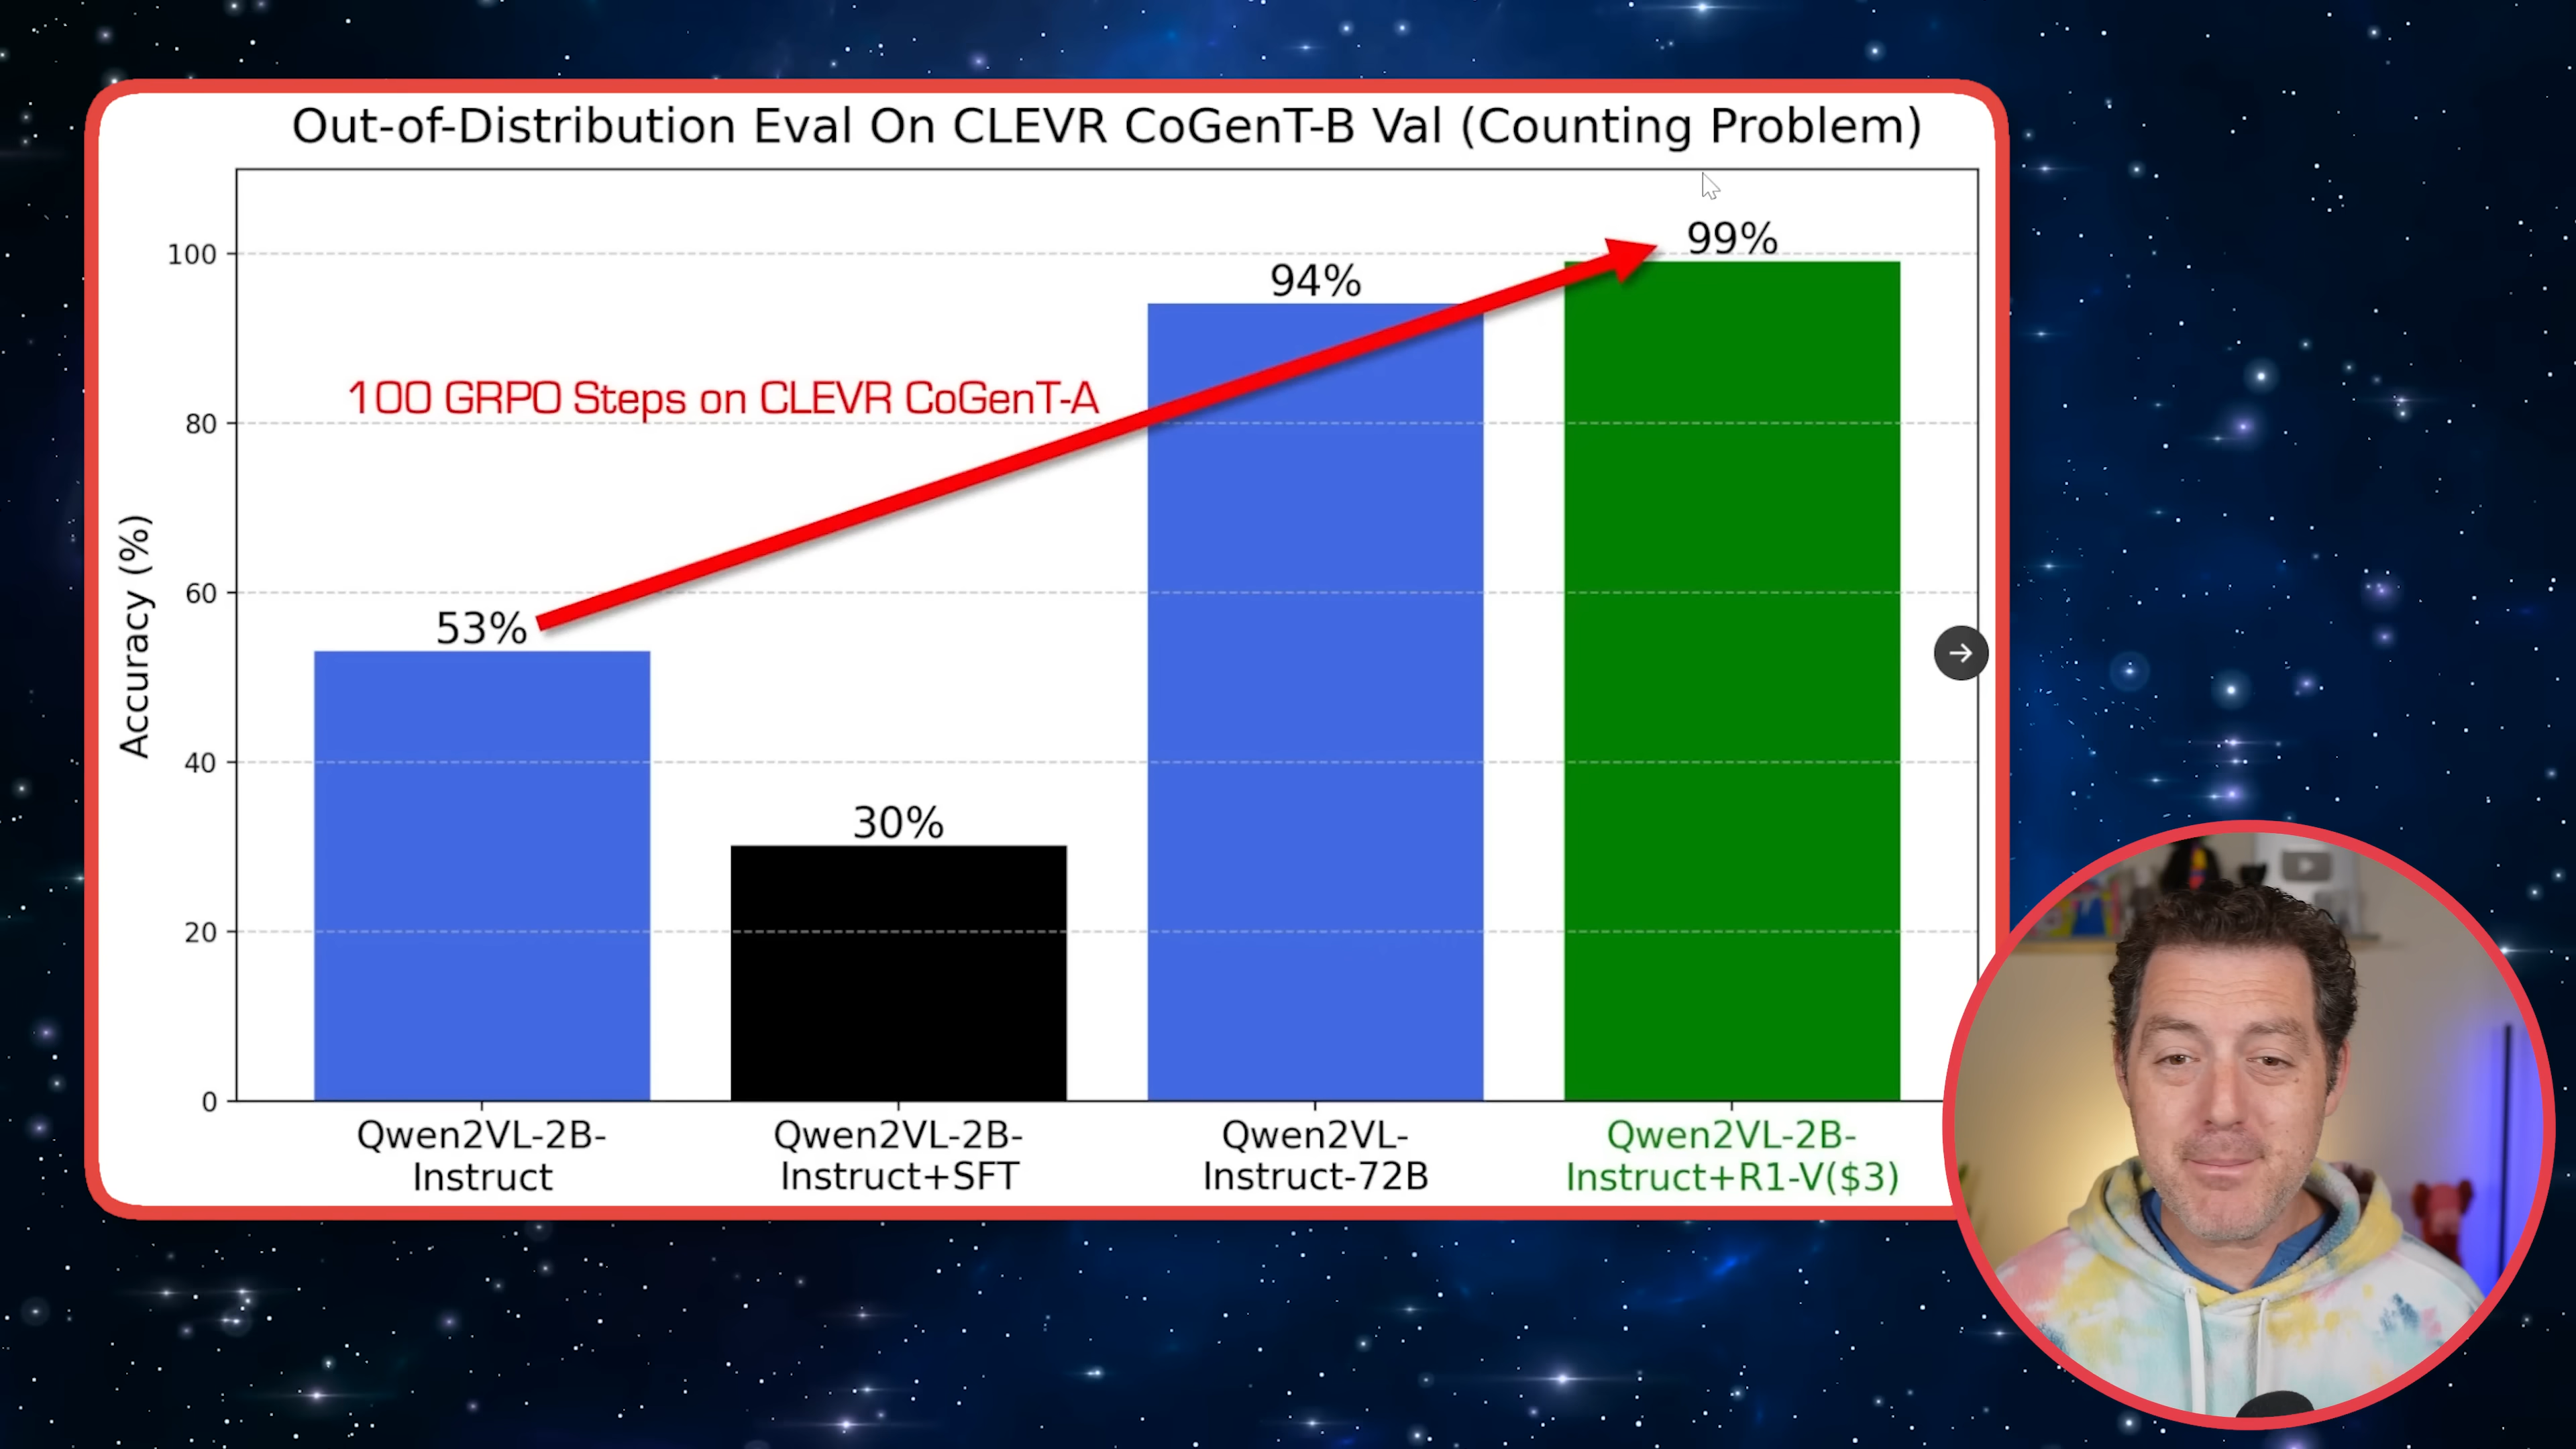 Out-of-Distribution Eval On CLEVR CoGenT-B Val (Counting Problem)
99%
100
94%
100 GRPO Steps on CLEVR CoGenT-A
80
60
53%
Accuracy (%)
40
30%
20
0
Qwen2VL-2B-
Instruct
Qwen2VL-2B-
Instruct+SFT
Qwen2VL-
Instruct-72B
Qwen2VL-2B-
Instruct+R1-V($3)